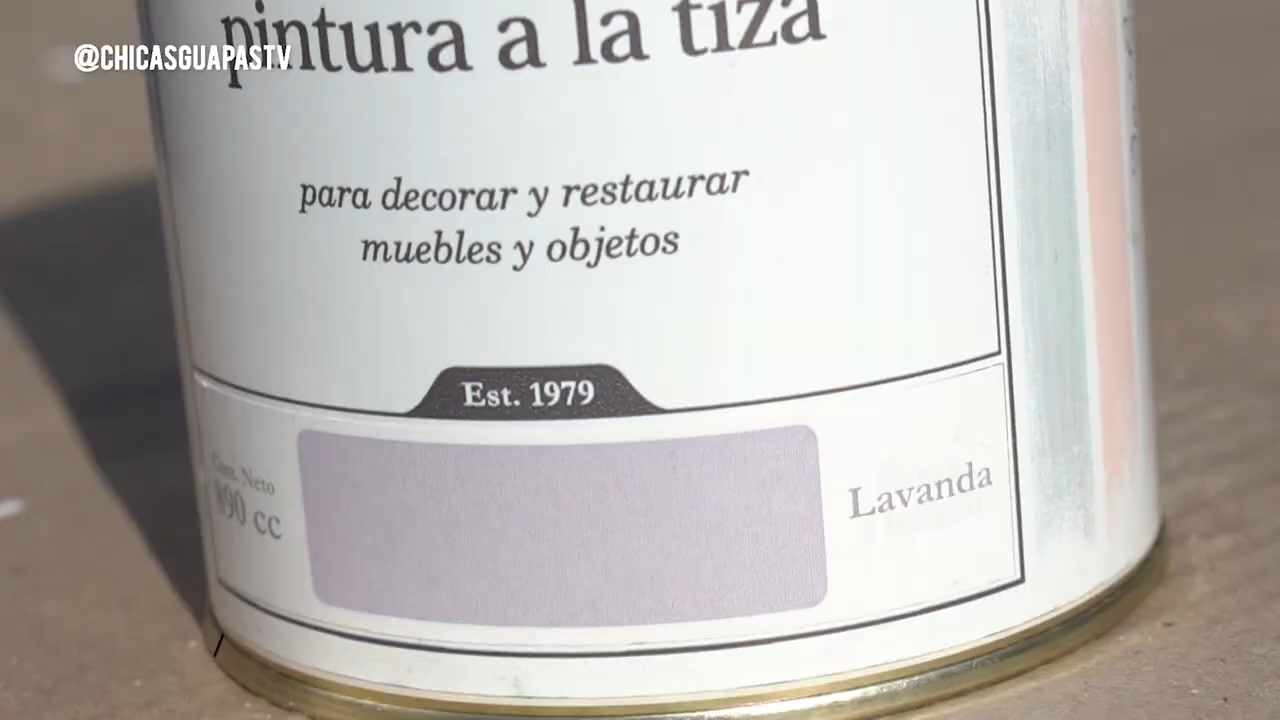 @CHICASGUAPASTV
pintura a la tiza
para decorar y restaurar
muebles y objetos
Est. 1979
Cont. Neto
890 cc
Lavanda